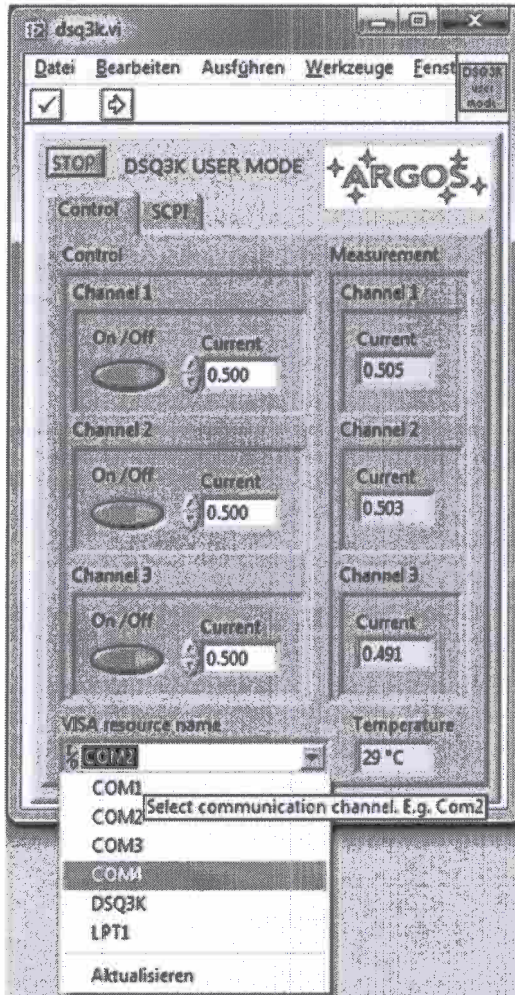 dsq3k.vi
Datei Bearbeiten Ausführen Werkzeuge Fenst
DSQ3K
user
mode
STOP DSQ3K USER MODE ARGOS
Control SCPI
Control Measurement
Channel 1 Channel 1
On /Off Current Current
0.500 0.505
Channel 2 Channel 2
On /Off Current Current
0.500 0.503
Channel 3 Channel 3
On /Off Current Current
0.500 0.491
VISA resource name Temperature
COM2 29 °C
COM1
COM2 Select communication channel. E.g. Com2
COM3
COM4
DSQ3K
LPT1
Aktualisieren